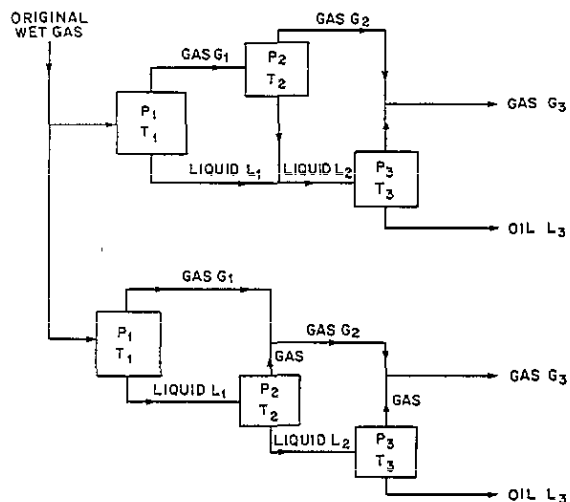 ORIGINAL
WET GAS
GAS G2
GAS G1
P2
T2
P1
T1
GAS G3
LIQUID L1
LIQUID L2
P3
T3
OIL L3
GAS G1
P1
T1
GAS G2
GAS
GAS G3
LIQUID L1
P2
T2
GAS
LIQUID L2
P3
T3
OIL L3